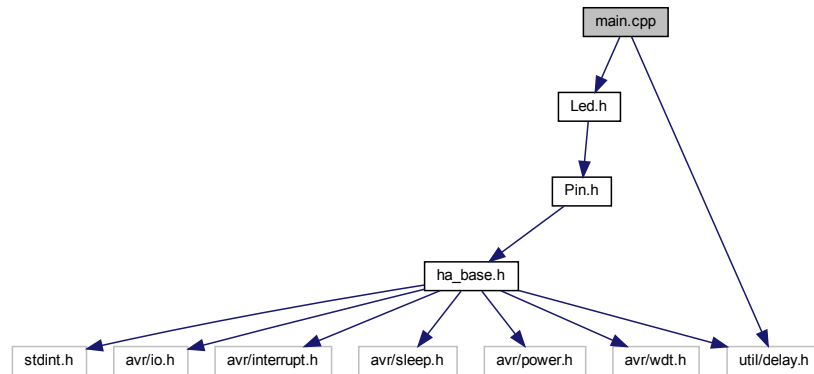 main.cpp
Led.h
Pin.h
ha_base.h
stdint.h
avr/io.h
avr/interrupt.h
avr/sleep.h
avr/power.h
avr/wdt.h
util/delay.h